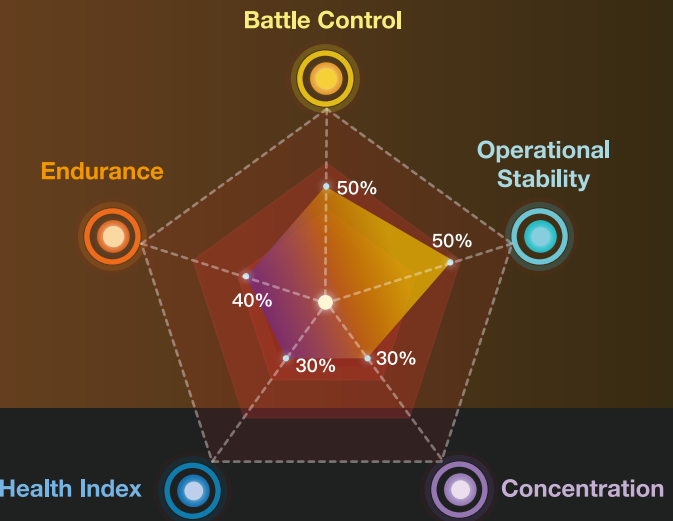 Battle Control
Operational
Stability
Endurance
50%
50%
40%
30%
30%
Health Index
Concentration